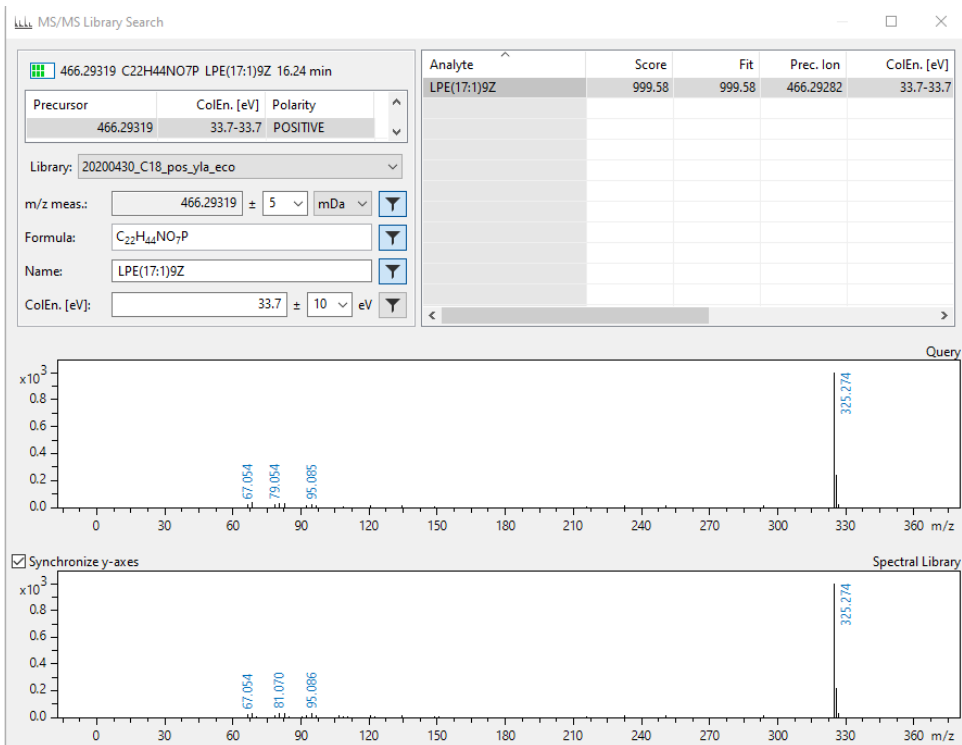 MS/MS Library Search
466.29319 C22H44NO7P LPE(17:1)9Z 16.24 min
Precursor ColEn. [eV] Polarity
466.29319 33.7-33.7 POSITIVE
Library: 20200430_C18_pos_yla_eco
m/z meas.: 466.29319 ± 5 mDa
Formula: C22H44NO7P
Name: LPE(17:1)9Z
ColEn. [eV]: 33.7 ± 10 eV
Analyte Score Fit Prec. Ion ColEn. [eV]
LPE(17:1)9Z 999.58 999.58 466.29282 33.7-33.7
Query
x10^3
0.8
0.6
0.4
0.2
0.0
67.054 79.054 95.085 325.274
0 30 60 90 120 150 180 210 240 270 300 330 360 m/z
Synchronize y-axes Spectral Library
x10^3
0.8
0.6
0.4
0.2
0.0
67.054 81.070 95.086 325.274
0 30 60 90 120 150 180 210 240 270 300 330 360 m/z